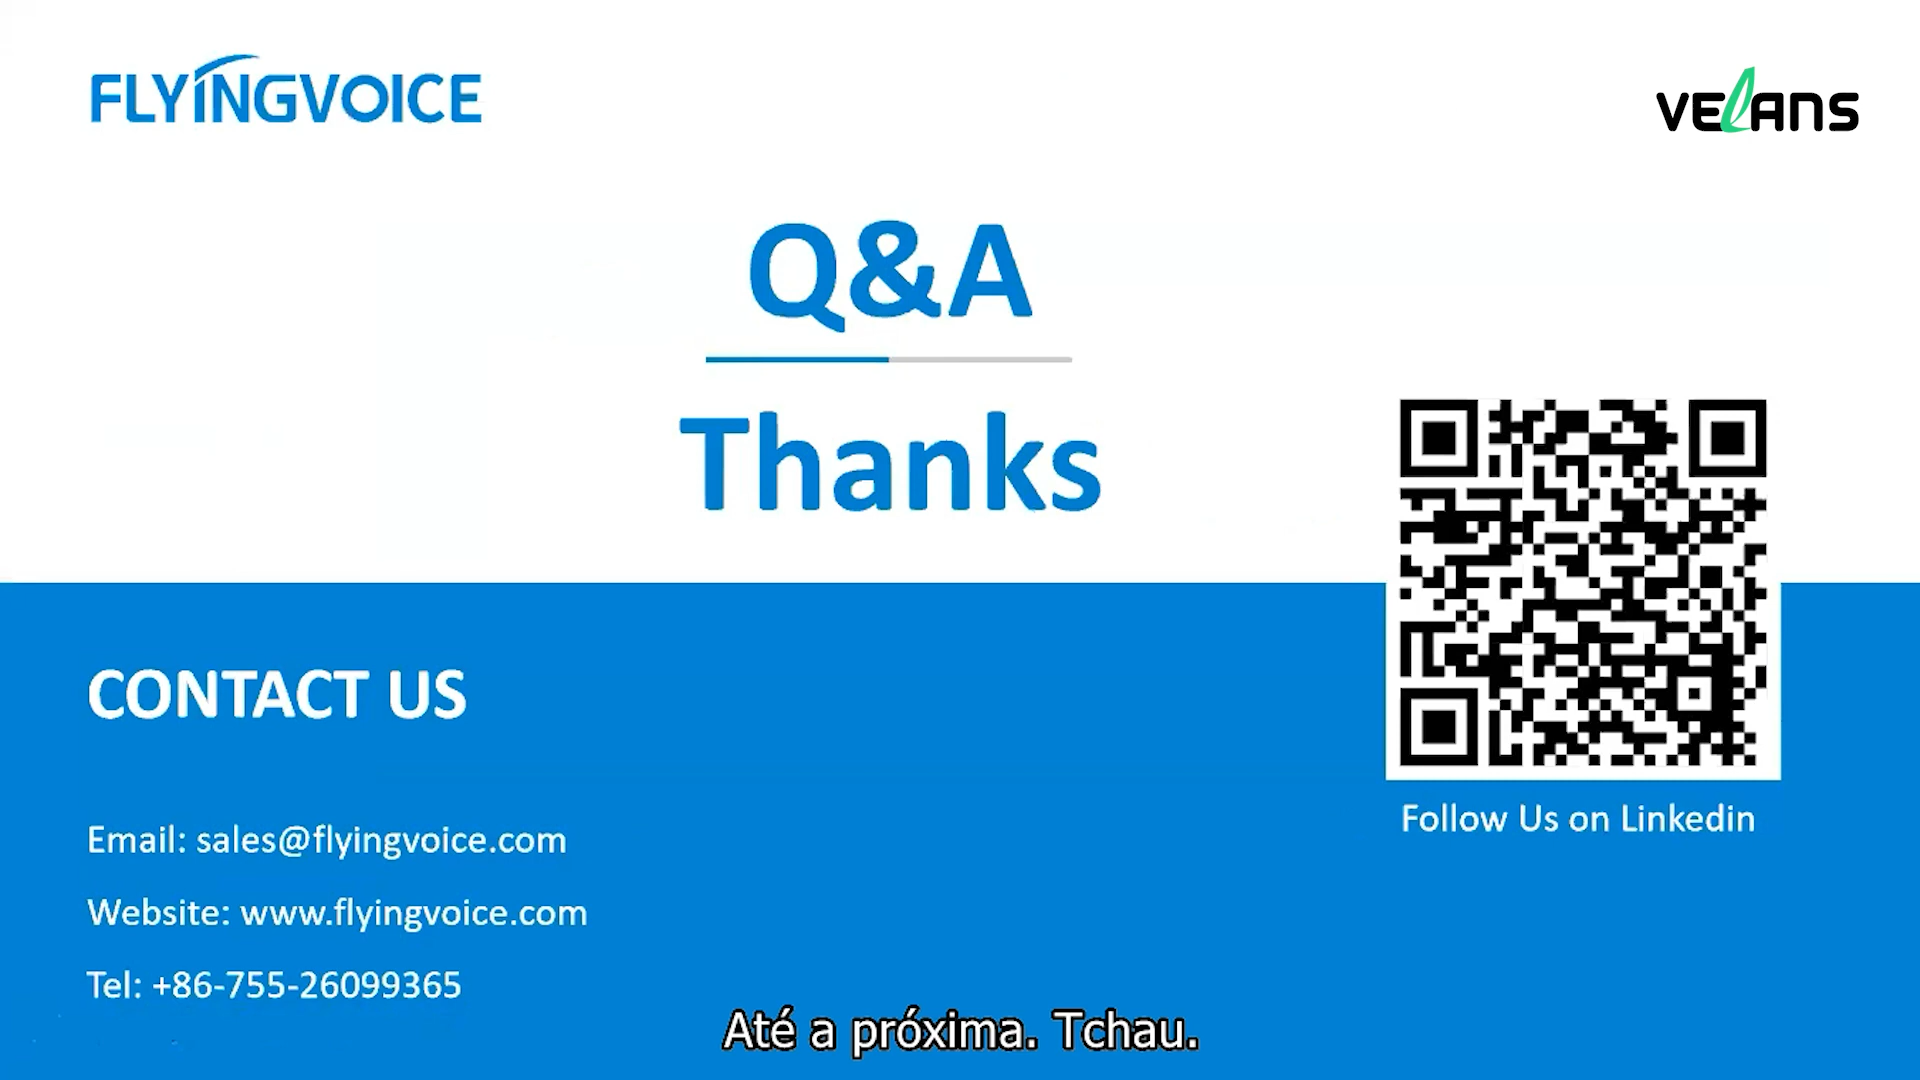 FLYINGVOICE
VELANS
Q&A
Thanks
CONTACT US
Email: sales@flyingvoice.com
Website: www.flyingvoice.com
Tel: +86-755-26099365
Follow Us on Linkedin
Até a próxima. Tchau.